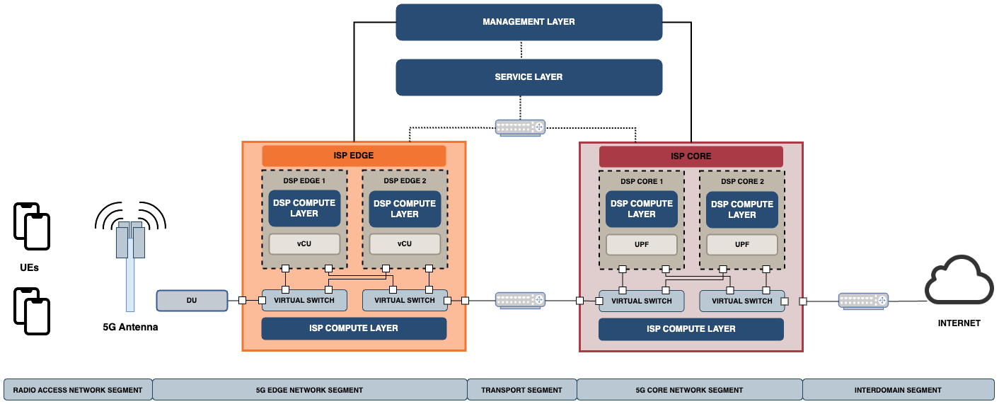 MANAGEMENT LAYER
SERVICE LAYER
ISP EDGE
ISP CORE
DSP EDGE 1
DSP EDGE 2
DSP CORE 1
DSP CORE 2
DSP COMPUTE
LAYER
DSP COMPUTE
LAYER
DSP COMPUTE
LAYER
DSP COMPUTE
LAYER
vCU
vCU
UPF
UPF
UEs
DU
VIRTUAL SWITCH
VIRTUAL SWITCH
VIRTUAL SWITCH
VIRTUAL SWITCH
5G Antenna
ISP COMPUTE LAYER
ISP COMPUTE LAYER
INTERNET
RADIO ACCESS NETWORK SEGMENT
5G EDGE NETWORK SEGMENT
TRANSPORT SEGMENT
5G CORE NETWORK SEGMENT
INTERDOMAIN SEGMENT